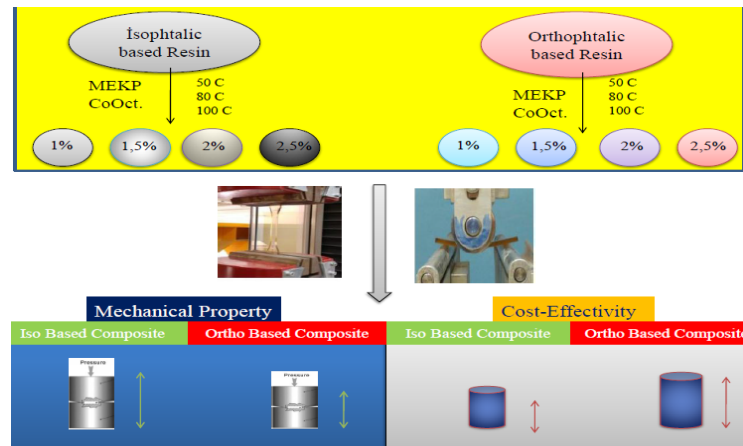 İsophtalic
based Resin
MEKP
CoOct.
50 C
80 C
100 C
1%
1,5%
2%
2,5%
Orthophtalic
based Resin
MEKP
CoOct.
50 C
80 C
100 C
1%
1,5%
2%
2,5%
Mechanical Property
Iso Based Composite
Ortho Based Composite
Pressure
Pressure
Cost-Effectivity
Iso Based Composite
Ortho Based Composite